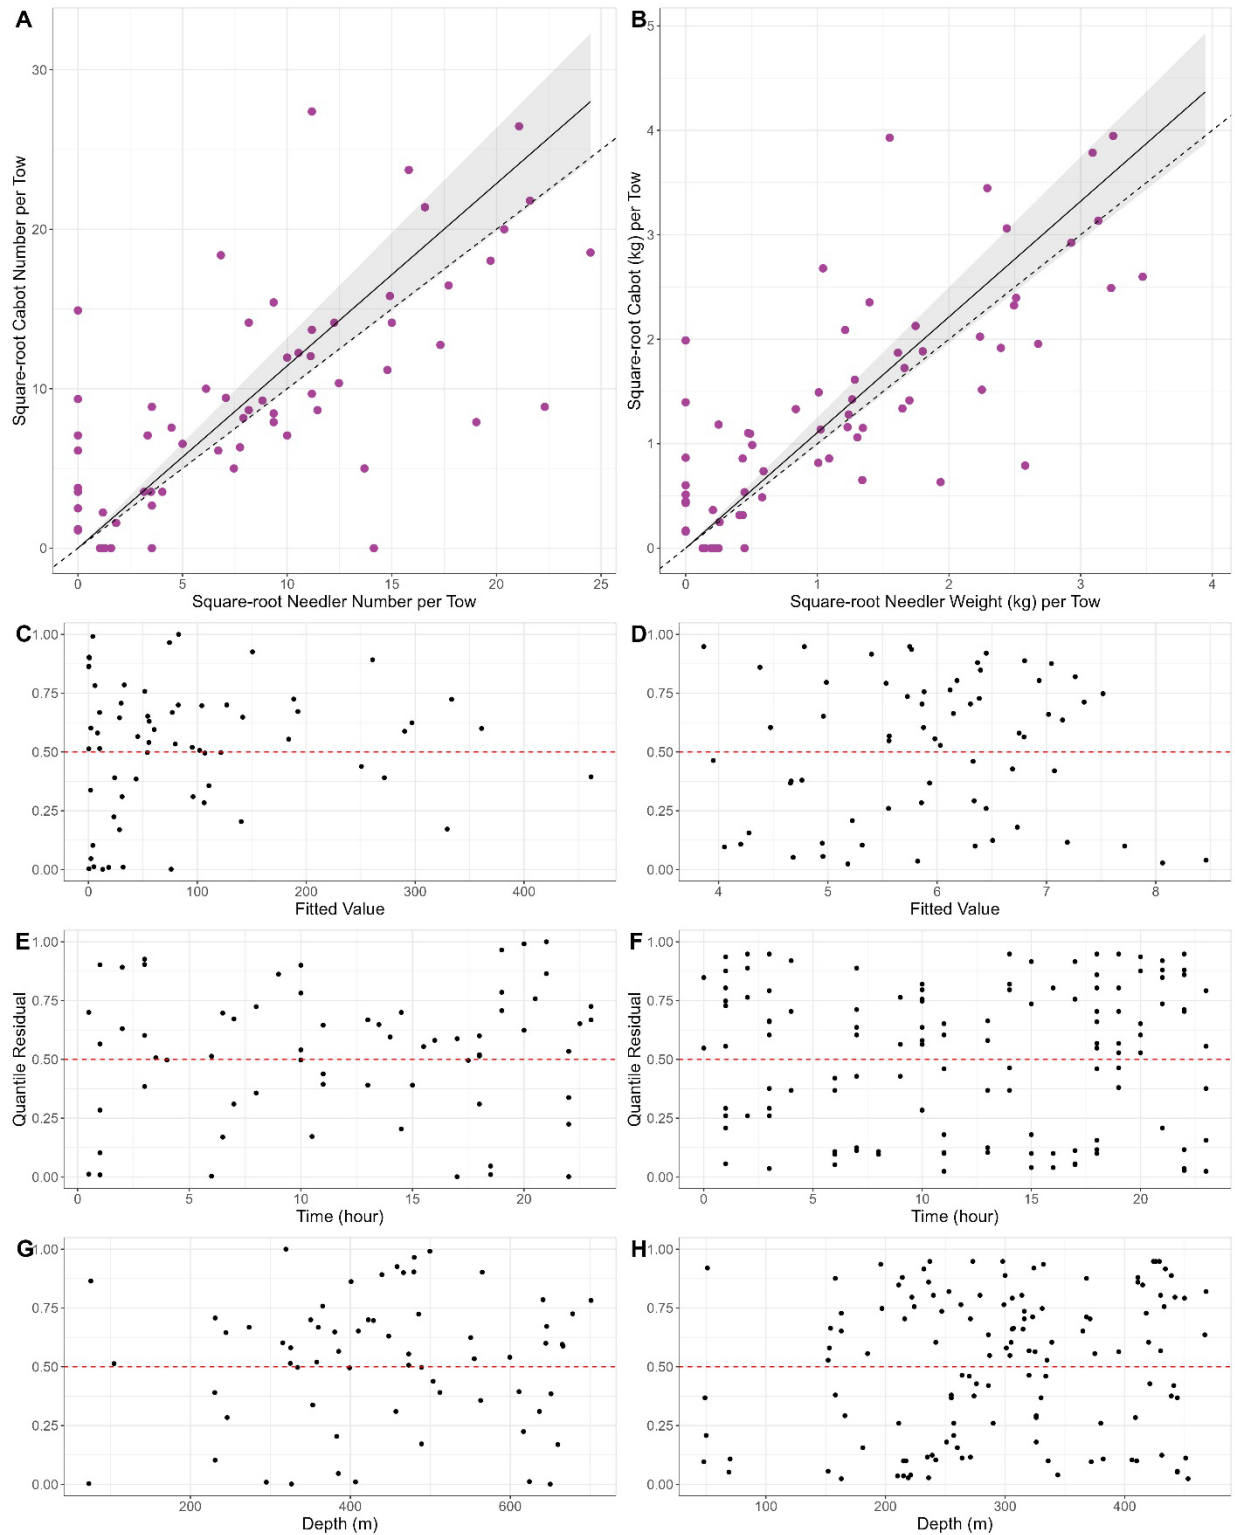 A
B
Square-root Cabot Number per Tow
30
20
10
0
0 5 10 15 20 25
Square-root Needler Number per Tow
Square-root Cabot (kg) per Tow
5
4
3
2
1
0
0 1 2 3 4
Square-root Needler Weight (kg) per Tow
C
1.00
0.75
0.50
0.25
0.00
0 100 200 300 400
Fitted Value
D
1.00
0.75
0.50
0.25
0.00
4 5 6 7 8
Fitted Value
E
Quantile Residual
1.00
0.75
0.50
0.25
0.00
0 5 10 15 20
Time (hour)
F
Quantile Residual
1.00
0.75
0.50
0.25
0.00
0 5 10 15 20
Time (hour)
G
1.00
0.75
0.50
0.25
0.00
200 400 600
Depth (m)
H
1.00
0.75
0.50
0.25
0.00
100 200 300 400
Depth (m)